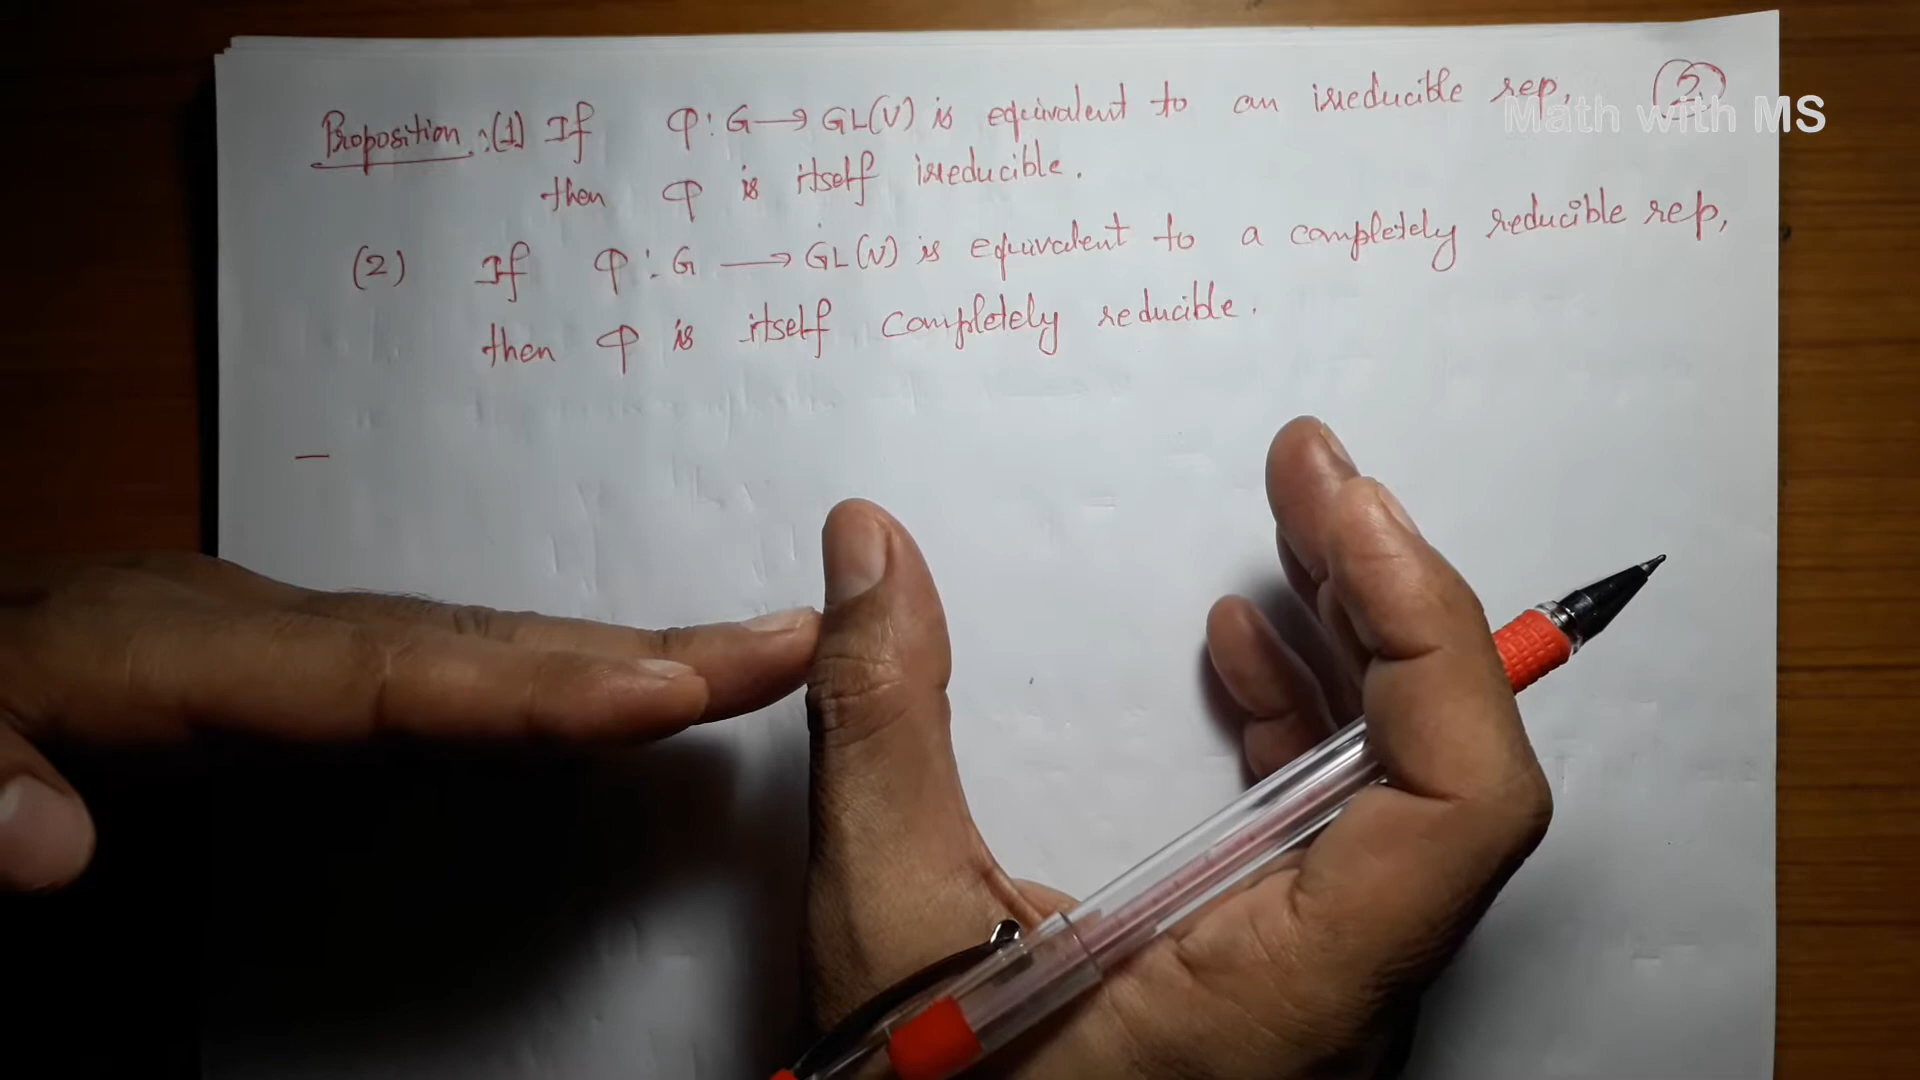 Proposition :(1) If φ: G → GL(V) is equivalent to an irreducible rep, (2)
Math with MS
then φ is itself irreducible.
(2) If φ: G → GL(V) is equivalent to a completely reducible rep,
then φ is itself completely reducible.